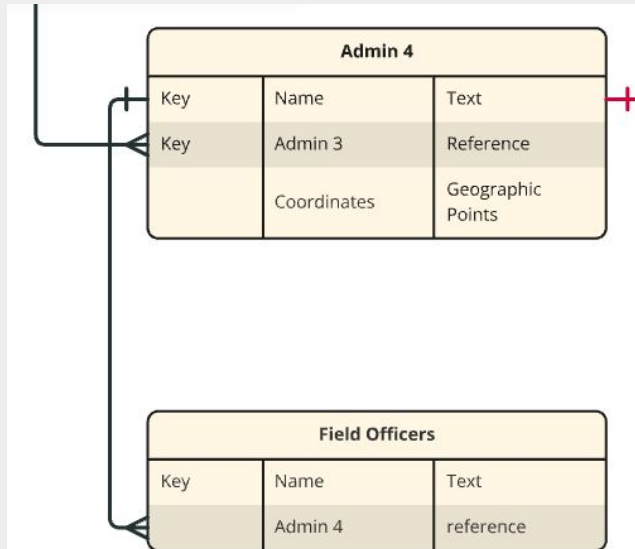 Admin 4
Key Name Text
Key Admin 3 Reference
Coordinates Geographic
Points
Field Officers
Key Name Text
Admin 4 reference